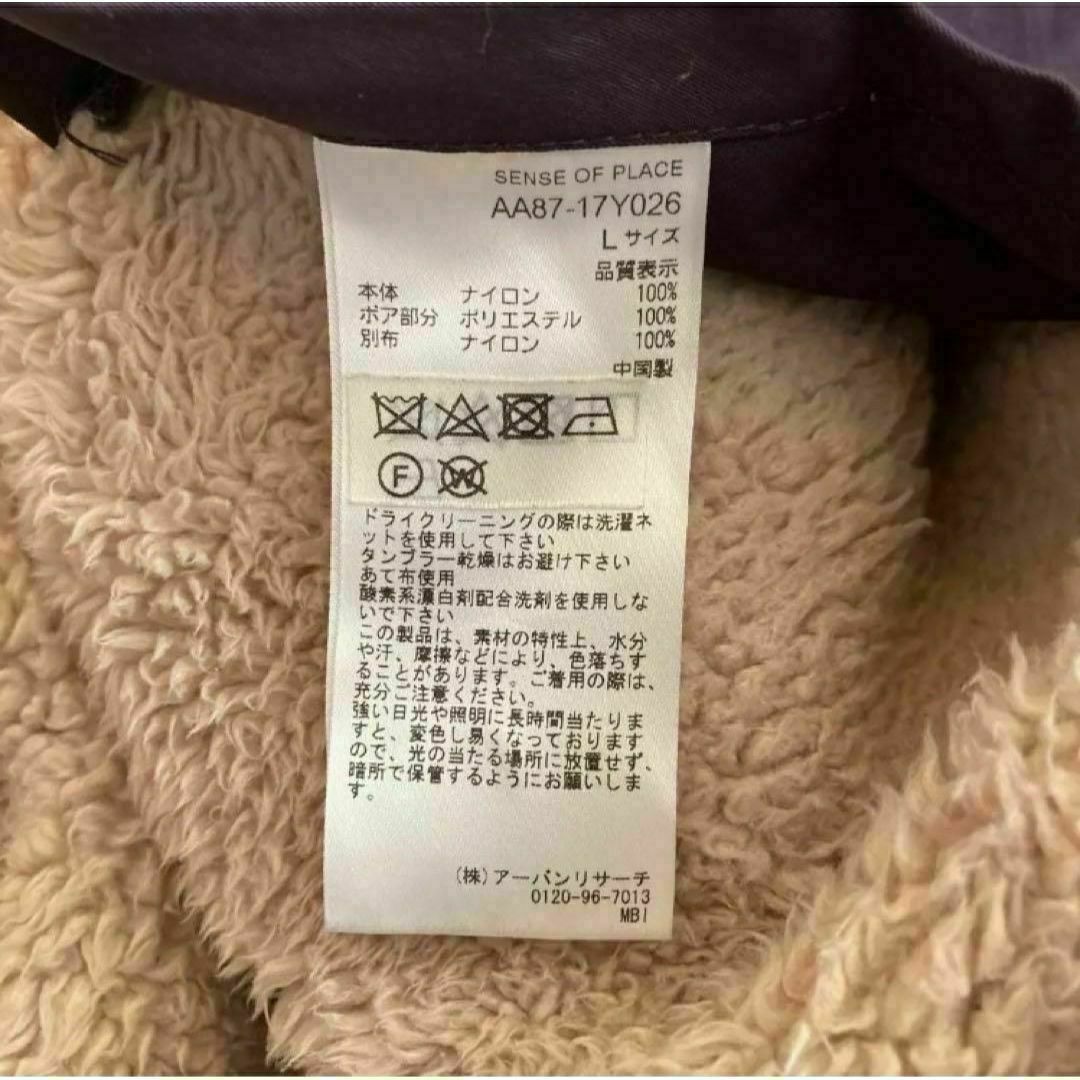 SENSE OF PLACE
AA87-17Y026
L サイズ
品質表示
本体 ナイロン 100%
ボア部分 ポリエステル 100%
別布 ナイロン 100%
中国製
F W
ドライクリーニングの際は洗濯ネ
ットを使用して下さい
タンブラー乾燥はお避け下さい
あて布使用
酸素系漂白剤配合洗剤を使用しな
いで下さい
この製品は、素材の特性上、水分
や汗、摩擦などにより、色落ちす
ることがあります。ご着用の際は、
充分ご注意ください。
強い日光や照明に長時間当たりま
すと、変色し易くなっております
ので、光の当たる場所に放置せず、
暗所で保管するようにお願いしま
す。
(株)アーバンリサーチ
0120-96-7013
MBI